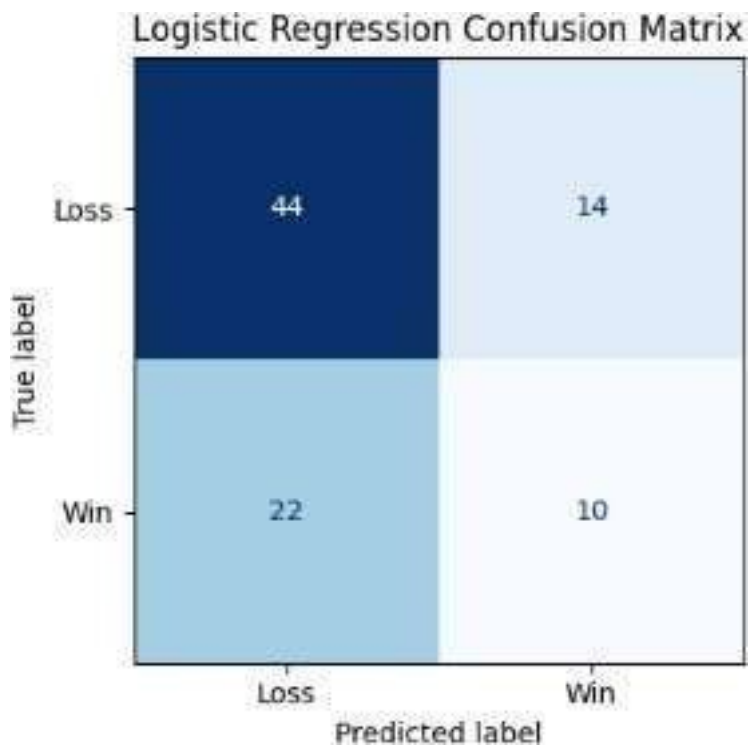 Logistic Regression Confusion Matrix
Loss 44 14
True label
Win 22 10
Loss Win
Predicted label